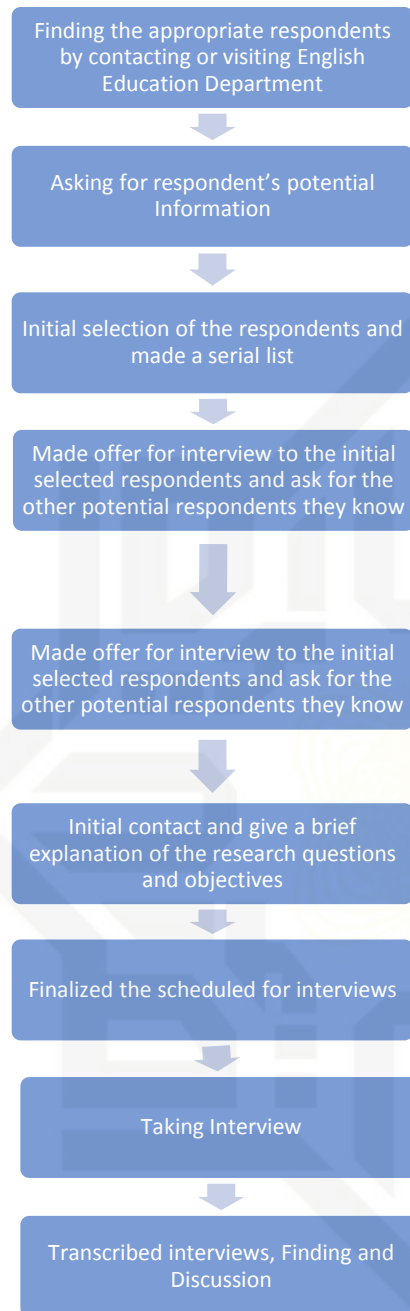 Finding the appropriate respondents
by contacting or visiting English
Education Department
Asking for respondent's potential
Information
Initial selection of the respondents and
made a serial list
Made offer for interview to the initial
selected respondents and ask for the
other potential respondents they know
Made offer for interview to the initial
selected respondents and ask for the
other potential respondents they know
Initial contact and give a brief
explanation of the research questions
and objectives
Finalized the scheduled for interviews
Taking Interview
Transcribed interviews, Finding and
Discussion